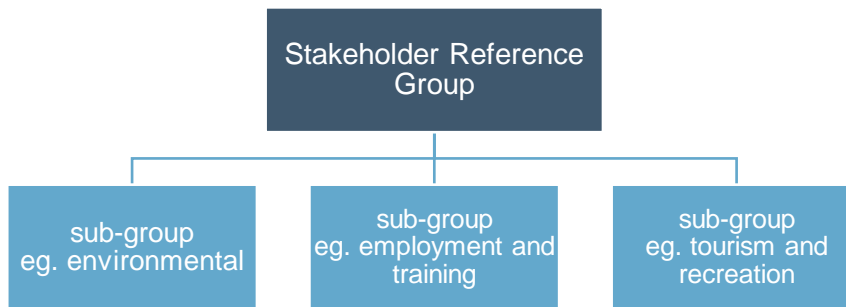 Stakeholder Reference
Group
sub-group
eg. environmental
sub-group
eg. employment and
training
sub-group
eg. tourism and
recreation